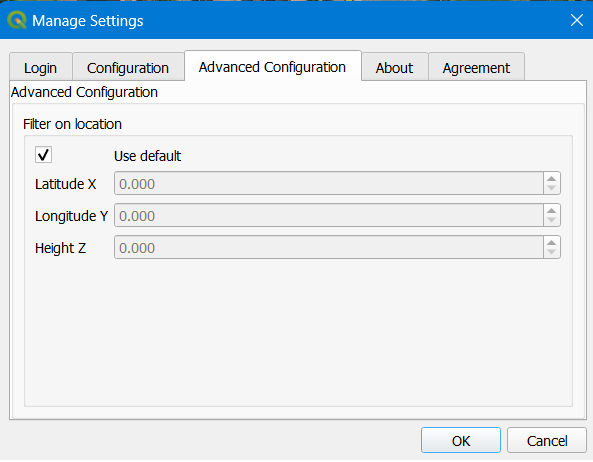 Manage Settings
Login Configuration Advanced Configuration About Agreement
Advanced Configuration
Filter on location
Use default
Latitude X 0.000
Longitude Y 0.000
Height Z 0.000
OK Cancel